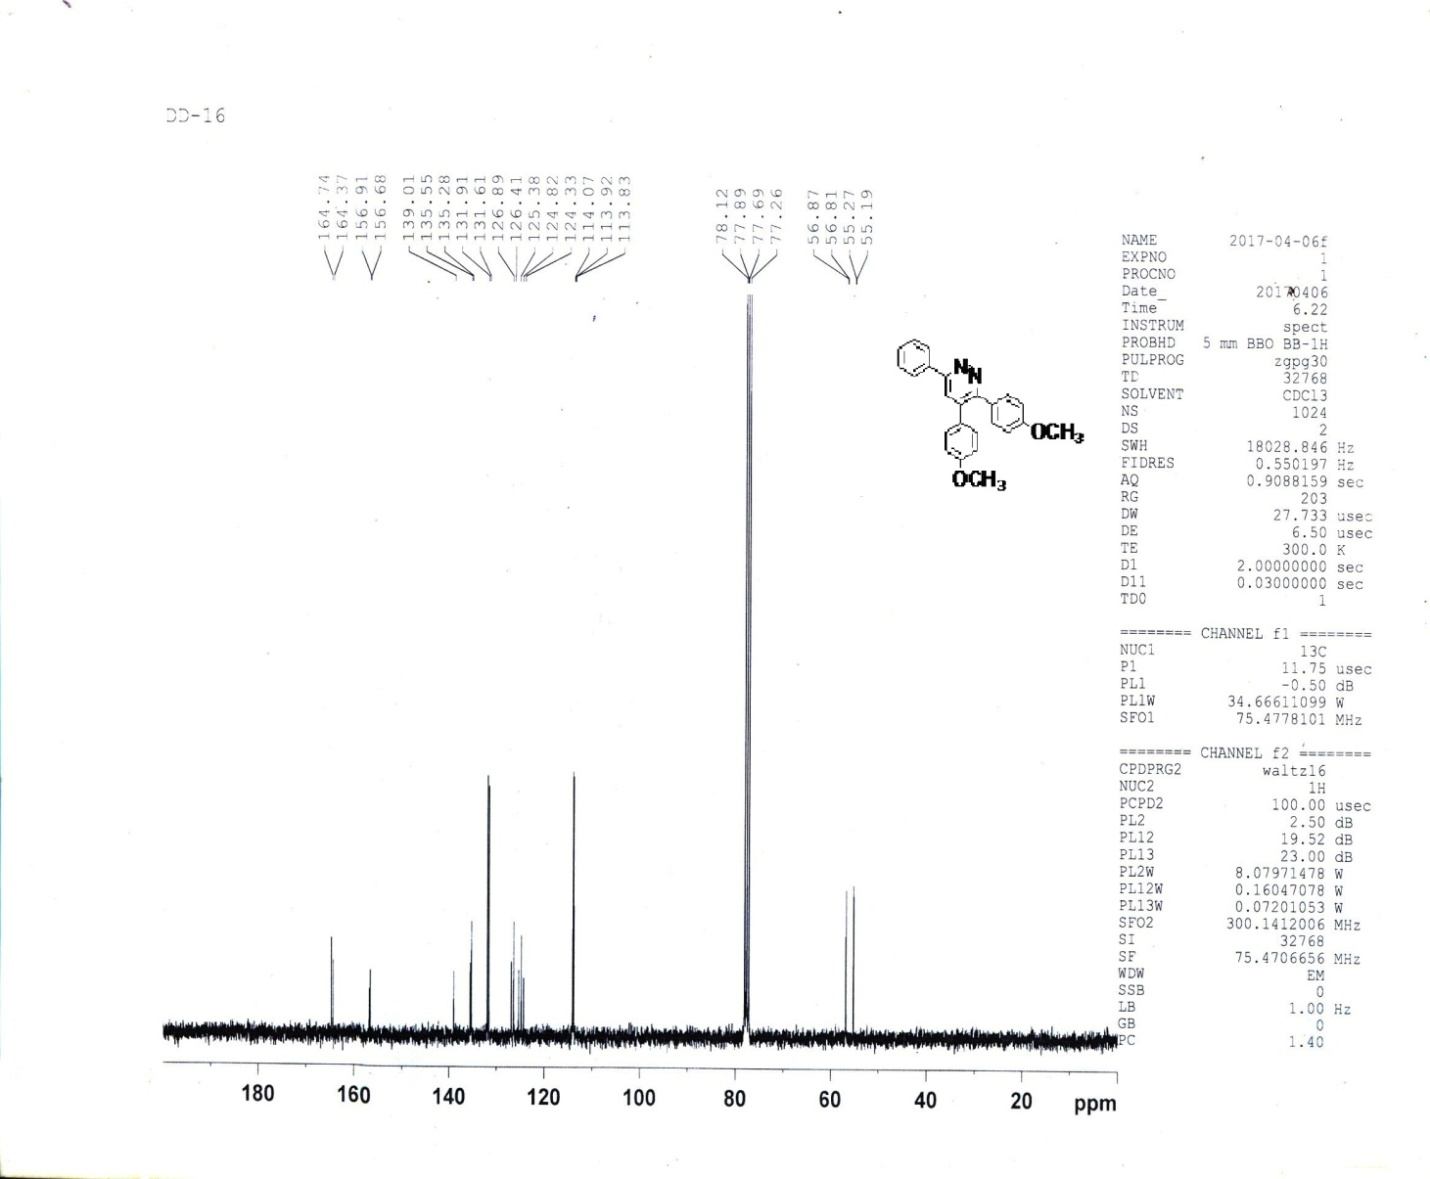 DD-16
164.74
164.37
156.91
156.68
139.01
135.55
135.28
131.91
131.61
126.89
126.41
125.38
124.82
124.33
114.07
113.92
113.83
78.12
77.89
77.69
77.26
56.87
56.81
55.27
55.19
N
N
OCH3
OCH3
NAME 2017-04-06f
EXPNO 1
PROCNO 1
Date_ 20170406
Time 6.22
INSTRUM spect
PROBHD 5 mm BBO BB-1H
PULPROG zgpg30
TD 32768
SOLVENT CDCl3
NS 1024
DS 2
SWH 18028.846 Hz
FIDRES 0.550197 Hz
AQ 0.9088159 sec
RG 203
DW 27.733 usec
DE 6.50 usec
TE 300.0 K
D1 2.00000000 sec
D11 0.03000000 sec
TD0 1
======== CHANNEL f1 ========
NUC1 13C
P1 11.75 usec
PL1 -0.50 dB
PL1W 34.66611099 W
SFO1 75.4778101 MHz
======== CHANNEL f2 ========
CPDPRG2 waltz16
NUC2 1H
PCPD2 100.00 usec
PL2 2.50 dB
PL12 19.52 dB
PL13 23.00 dB
PL2W 8.07971478 W
PL12W 0.16047078 W
PL13W 0.07201053 W
SFO2 300.1412006 MHz
SI 32768
SF 75.4706656 MHz
WDW EM
SSB 0
LB 1.00 Hz
GB 0
PC 1.40
180 160 140 120 100 80 60 40 20 ppm